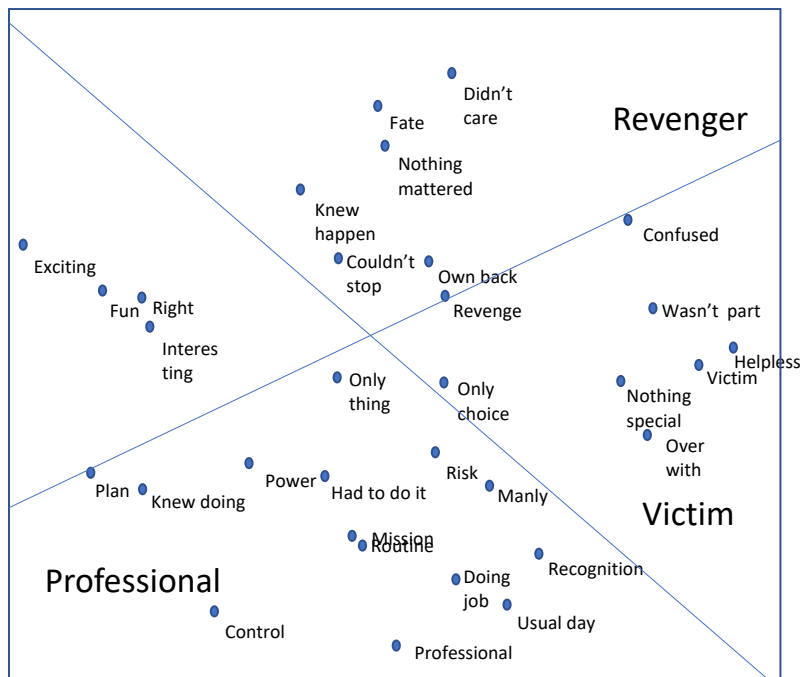 Didn’t
care
Fate
Revenger
Nothing
mattered
Knew
happen
Confused
Exciting
Couldn’t
stop
Own back
Fun
Right
Revenge
Wasn’t part
Interes
ting
Helpless
Victim
Only
thing
Only
choice
Nothing
special
Over
with
Plan
Knew doing
Power
Had to do it
Risk
Manly
Victim
Mission
Routine
Professional
Doing
job
Recognition
Control
Usual day
Professional